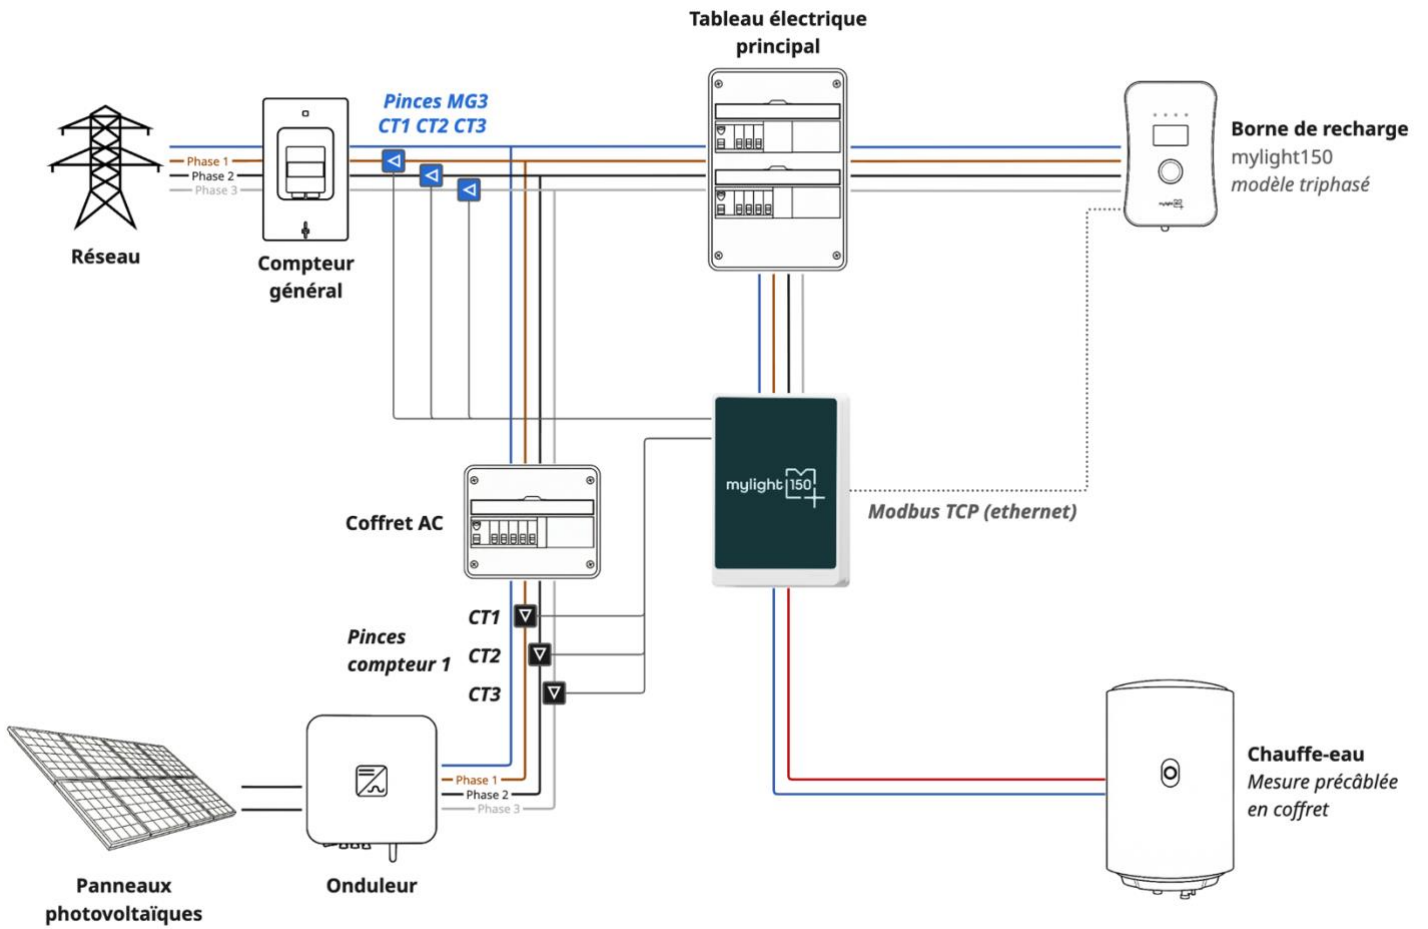 Tableau électrique
principal
Pinces MG3
CT1 CT2 CT3
Phase 1
Phase 2
Phase 3
Réseau
Compteur
général
Borne de recharge
mylight150
modèle triphasé
mylight150
Modbus TCP (ethernet)
Coffret AC
Pinces
compteur 1
CT1
CT2
CT3
Phase 1
Phase 2
Phase 3
Panneaux
photovoltaïques
Onduleur
Chauffe-eau
Mesure précâblée
en coffret